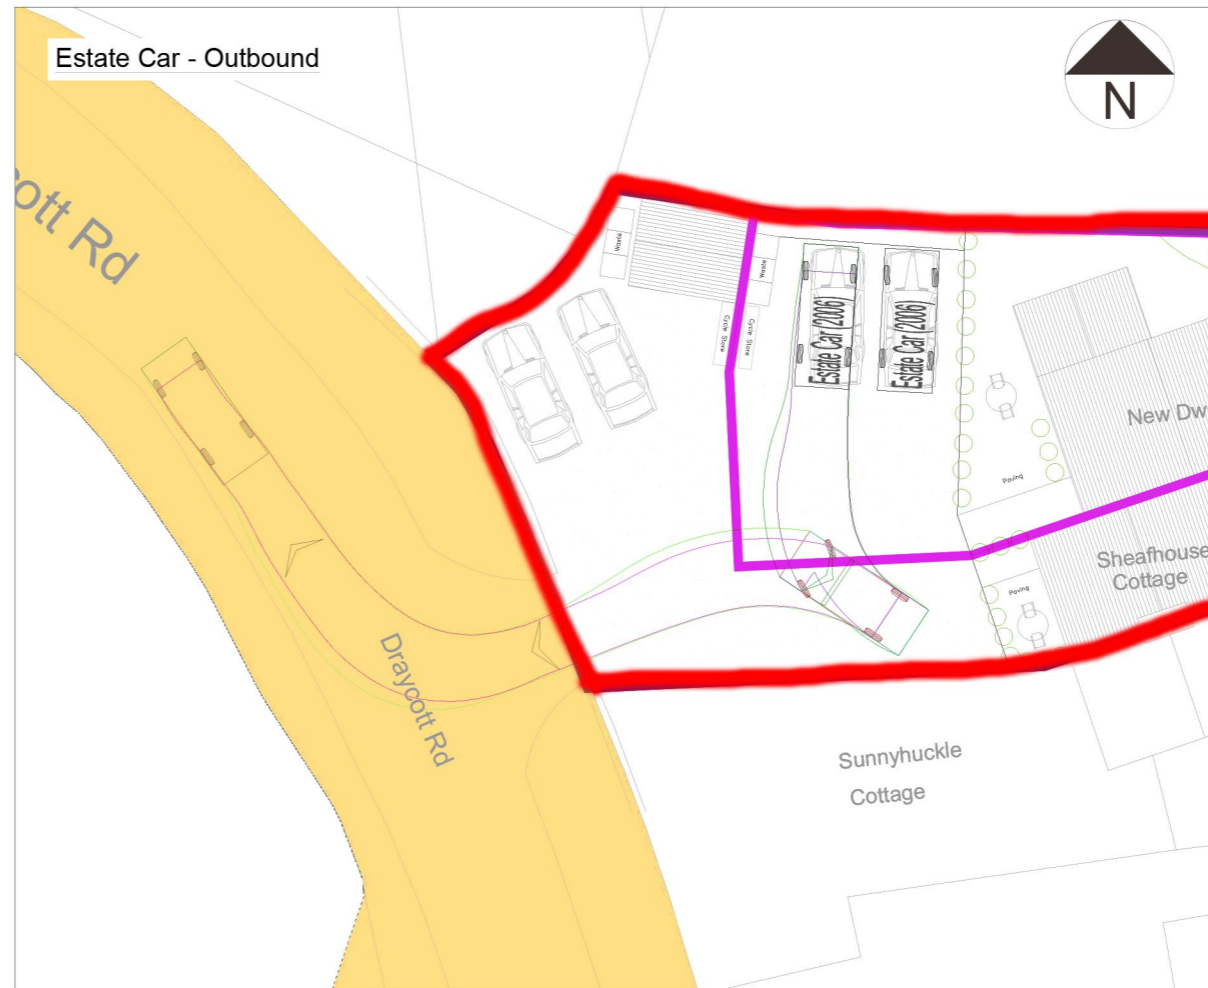 Estate Car - Outbound
N
ott Rd
Waste
Waste
Cycle Store
Cycle Store
Estate Car (2006)
Estate Car (2006)
New Dw
Paving
Sheafhouse
Cottage
Paving
Draycott Rd
Sunnyhuckle
Cottage